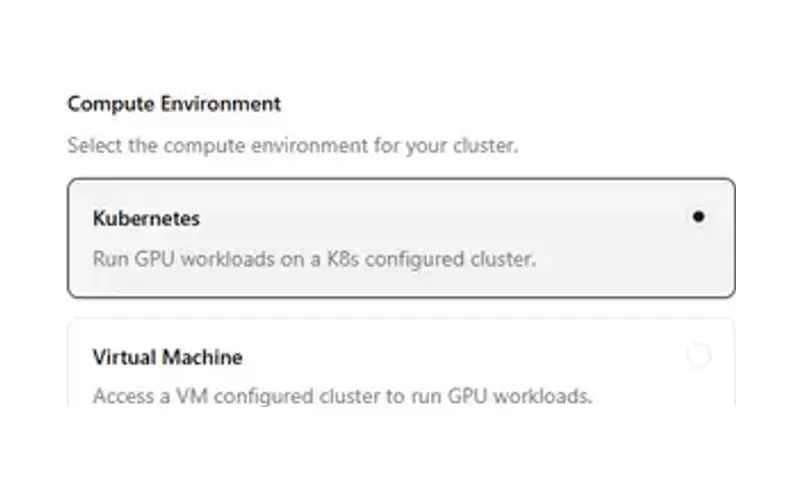 Compute Environment
Select the compute environment for your cluster.
Kubernetes
Run GPU workloads on a K8s configured cluster.
Virtual Machine
Access a VM configured cluster to run GPU workloads.